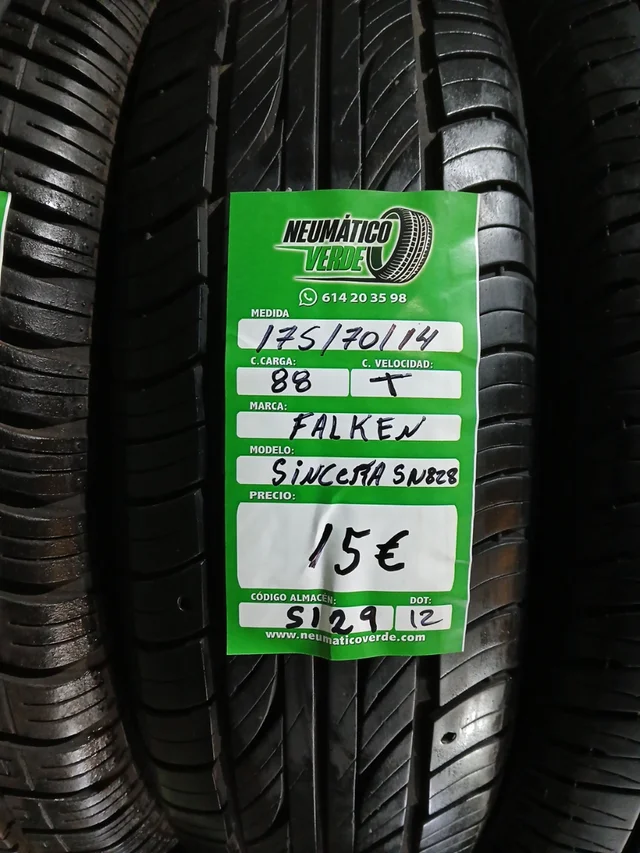 NEUMÁTICO
VERDE
614 20 35 98
MEDIDA
175/70/14
C.CARGA: C. VELOCIDAD:
88 T
MARCA:
FALKEN
MODELO:
SINCERA SN828
PRECIO:
15€
CÓDIGO ALMACÉN: DOT:
S129 12
www.neumaticoverde.com